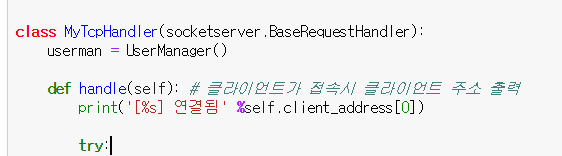 class MyTcpHandler(socketserver.BaseRequestHandler):
    userman = UserManager()
    def handle(self): # 클라이언트가 접속시 클라이언트 주소 출력
        print('[%s] 연결됨' %self.client_address[0])
        try: